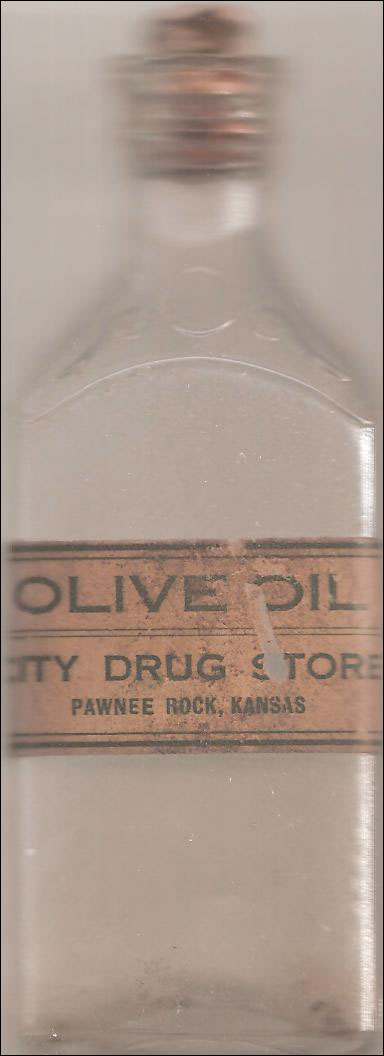 OLIVE OIL
CITY DRUG STORE
PAWNEE ROCK, KANSAS